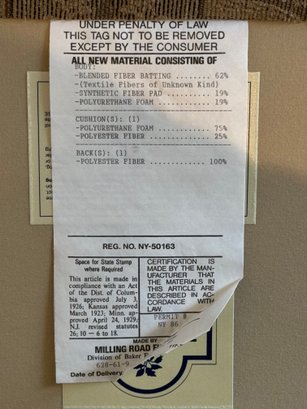 UNDER PENALTY OF LAW
THIS TAG NOT TO BE REMOVED
EXCEPT BY THE CONSUMER
ALL NEW MATERIAL CONSISTING OF
BODY:
-BLENDED FIBER BATTING ........ 62%
-(Textile Fibers of Unknown Kind)
-SYNTHETIC FIBER PAD .......... 19%
-POLYURETHANE FOAM ............ 19%
CUSHION(S): (1)
-POLYURETHANE FOAM ............ 75%
-POLYESTER FIBER .............. 25%
BACK(S): (1)
-POLYESTER FIBER ............. 100%
REG. NO. NY-50163
Space for State Stamp
where Required
This article is made in
compliance with an Act
of the Dist. of Colum-
bia approved July 3,
1926; Kansas approved
March 1923; Minn. ap-
proved April 24, 1929;
N.J. revised statutes
26; 10 - 6 to 18.
CERTIFICATION IS
MADE BY THE MAN-
UFACTURER THAT
THE MATERIALS IN
THIS ARTICLE ARE
DESCRIBED IN AC-
CORDANCE WITH
LAW.
PERMIT #
NY 86
MADE BY
MILLING ROAD
Division of Baker
628-61-9
Date of Delivery